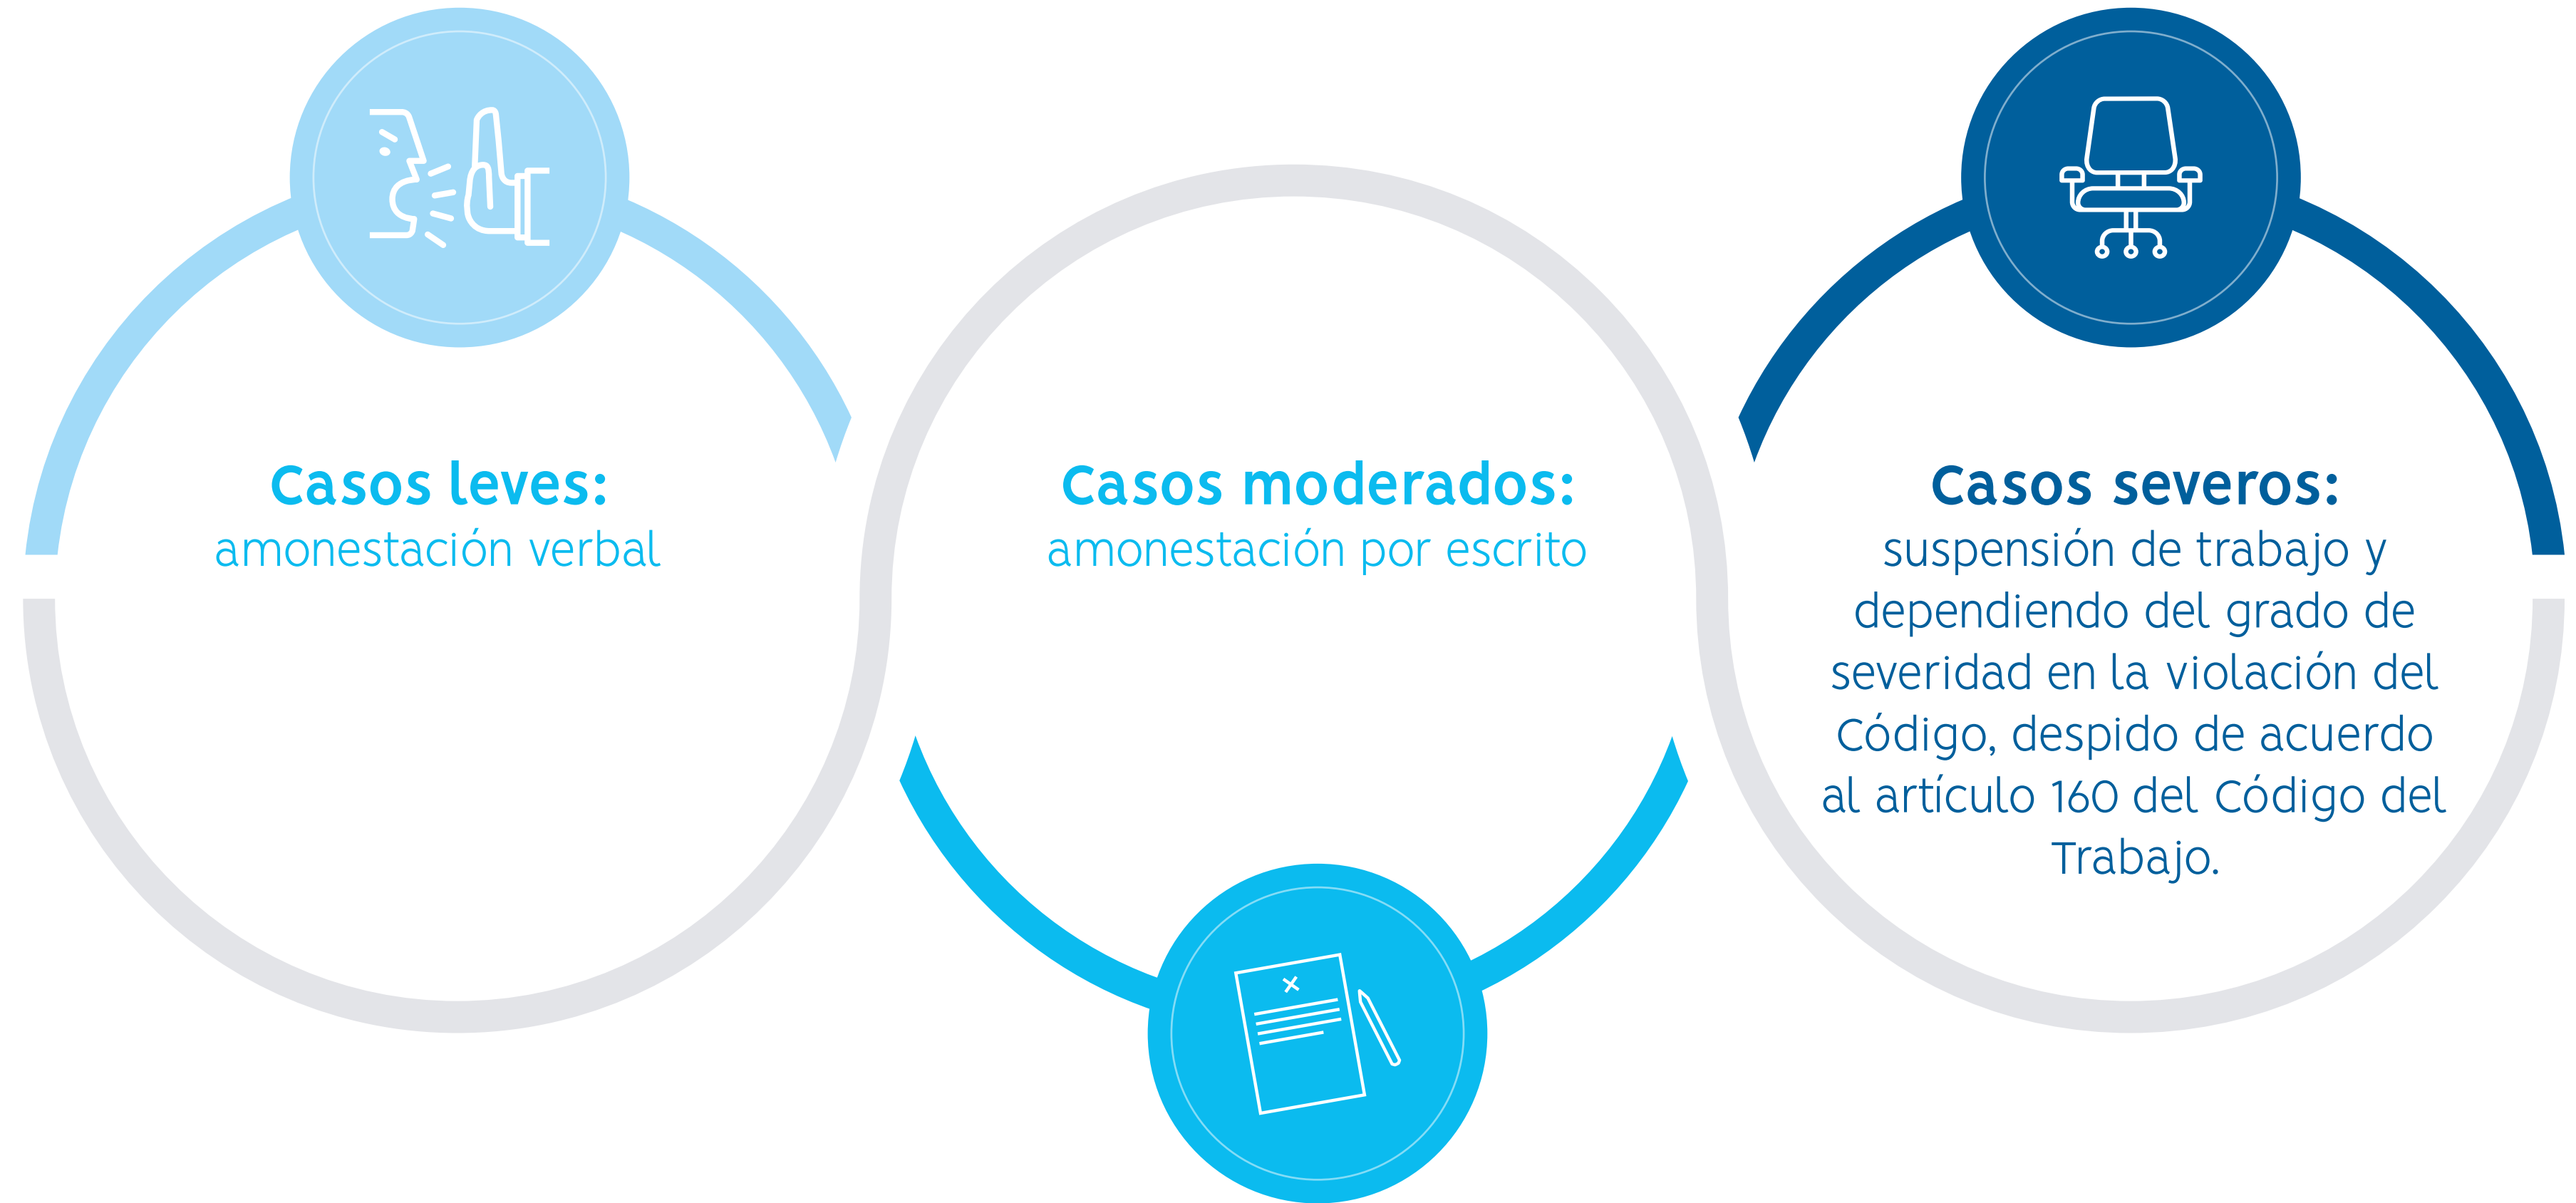 Casos leves:
amonestación verbal
Casos moderados:
amonestación por escrito
Casos severos:
suspensión de trabajo y
dependiendo del grado de
severidad en la violación del
Código, despido de acuerdo
al artículo 160 del Código del
Trabajo.